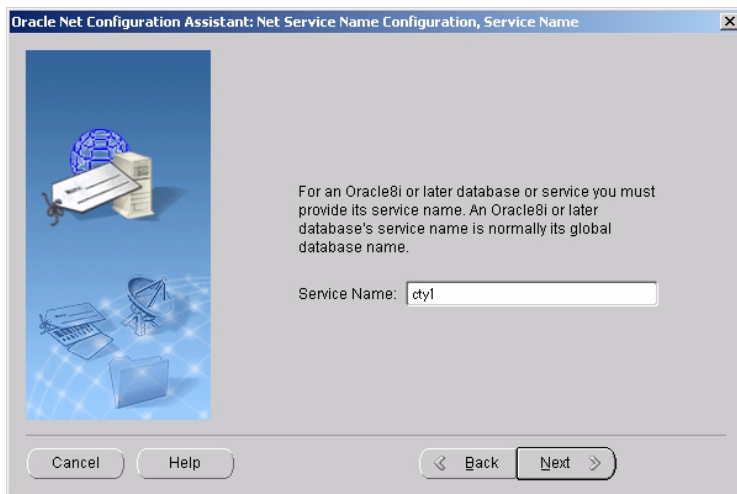 Oracle Net Configuration Assistant: Net Service Name Configuration, Service Name
For an Oracle8i or later database or service you must
provide its service name. An Oracle8i or later
database's service name is normally its global
database name.
Service Name: cty1
Cancel
Help
Back
Next